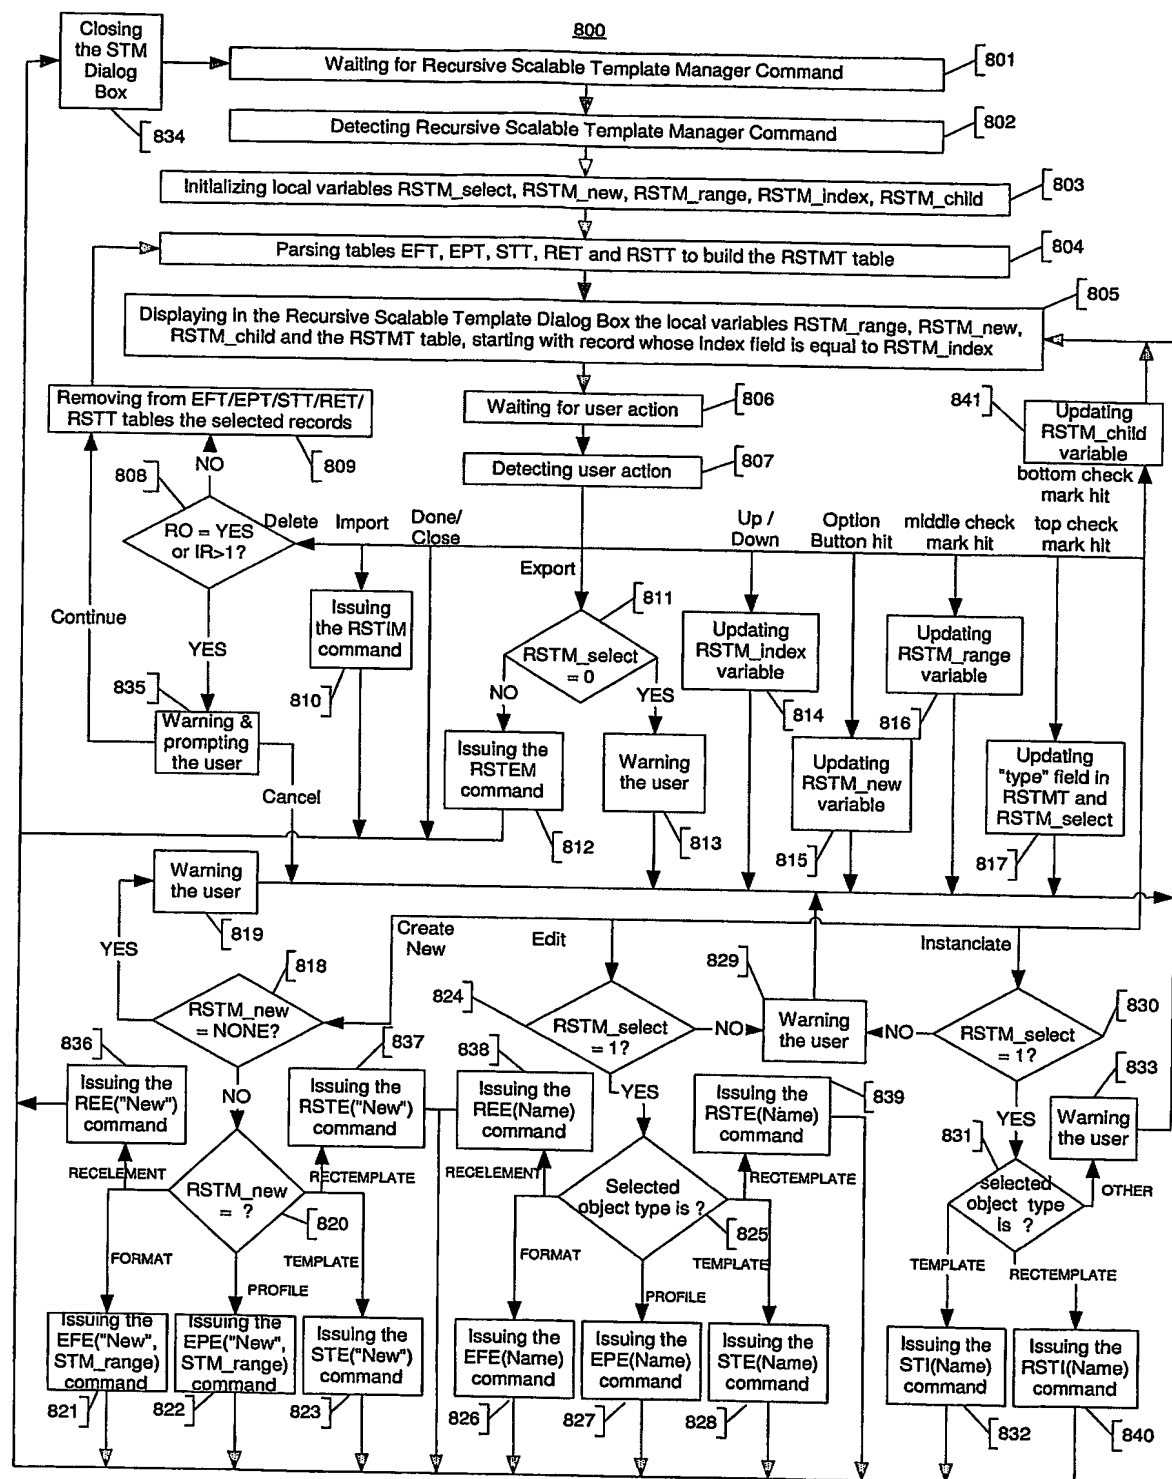 800
Closing
the STM
Dialog
Box
834
Waiting for Recursive Scalable Template Manager Command
801
Detecting Recursive Scalable Template Manager Command
802
Initializing local variables RSTM_select, RSTM_new, RSTM_range, RSTM_index, RSTM_child
803
Parsing tables EFT, EPT, STT, RET and RSTT to build the RSTMT table
804
Displaying in the Recursive Scalable Template Dialog Box the local variables RSTM_range, RSTM_new,
RSTM_child and the RSTMT table, starting with record whose Index field is equal to RSTM_index
805
Removing from EFT/EPT/STT/RET/
RSTT tables the selected records
809
Waiting for user action
806
Detecting user action
807
841
Updating
RSTM_child
variable
bottom check
mark hit
NO
808
RO = YES
or IR>1?
Delete
Import
Done/
Close
Export
Up /
Down
Option
Button hit
middle check
mark hit
top check
mark hit
Continue
YES
835
Warning &
prompting
the user
Cancel
Issuing
the RSTIM
command
810
811
RSTM_select
= 0
NO
YES
Issuing the
RSTEM
command
812
Warning
the user
813
Updating
RSTM_index
variable
814
Updating
RSTM_new
variable
815
Updating
RSTM_range
variable
816
Updating
"type" field in
RSTMT and
RSTM_select
817
Warning
the user
819
YES
Create
New
Edit
Instanciate
818
RSTM_new
= NONE?
NO
836
Issuing the
REE("New")
command
837
Issuing the
RSTE("New")
command
RECELEMENT
RECTEMPLATE
RSTM_new
= ?
820
FORMAT
PROFILE
TEMPLATE
Issuing the
EFE("New",
STM_range)
command
821
Issuing the
EPE("New",
STM_range)
command
822
Issuing the
STE("New")
command
823
824
RSTM_select
= 1?
NO
YES
829
Warning
the user
838
Issuing the
REE(Name)
command
Issuing the
RSTE(Name)
command
839
RECELEMENT
RECTEMPLATE
Selected
object type is ?
825
FORMAT
PROFILE
TEMPLATE
Issuing the
EFE(Name)
command
826
Issuing the
EPE(Name)
command
827
Issuing the
STE(Name)
command
828
NO
RSTM_select
= 1?
830
YES
833
Warning
the user
831
selected
object type
is ?
OTHER
TEMPLATE
RECTEMPLATE
Issuing the
STI(Name)
command
832
Issuing the
RSTI(Name)
command
840